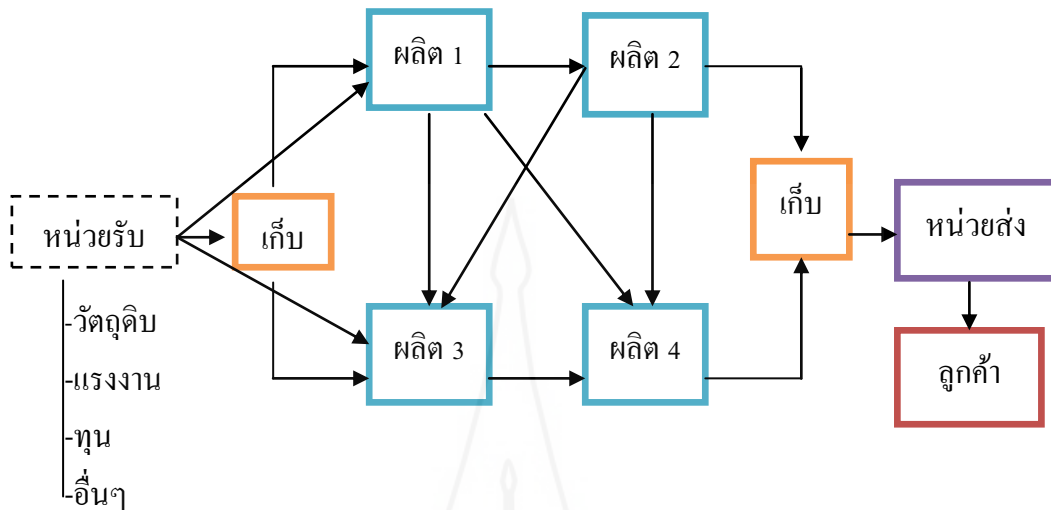 ผลิต 1
ผลิต 2
เก็บ
หน่วยรับ
เก็บ
หน่วยส่ง
-วัตถุดิบ
-แรงงาน
-ทุน
-อื่นๆ
ผลิต 3
ผลิต 4
ลูกค้า